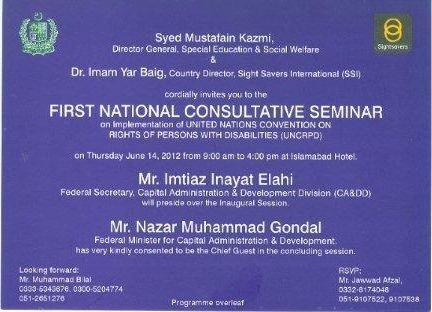 Sightsavers
Syed Mustafain Kazmi,
Director General, Special Education & Social Welfare
&
Dr. Imam Yar Baig, Country Director, Sight Savers International (SSI)
cordially invites you to the
FIRST NATIONAL CONSULTATIVE SEMINAR
on Implementation of UNITED NATIONS CONVENTION ON
RIGHTS OF PERSONS WITH DISABILITIES (UNCRPD)
on Thursday June 14, 2012 from 9:00 am to 4:00 pm at Islamabad Hotel.
Mr. Imtiaz Inayat Elahi
Federal Secretary, Capital Administration & Development Division (CA&DD)
will preside over the Inaugural Session.
Mr. Nazar Muhammad Gondal
Federal Minister for Capital Administration & Development.
has very kindly consented to be the Chief Guest in the concluding session.
Looking forward:
Mr. Muhammad Bilal
0300-5204774
051-2651276
Programme overleaf
RSVP:
Mr. Jawwad Afzal,
0332-8174048
051-9107522, 9107538